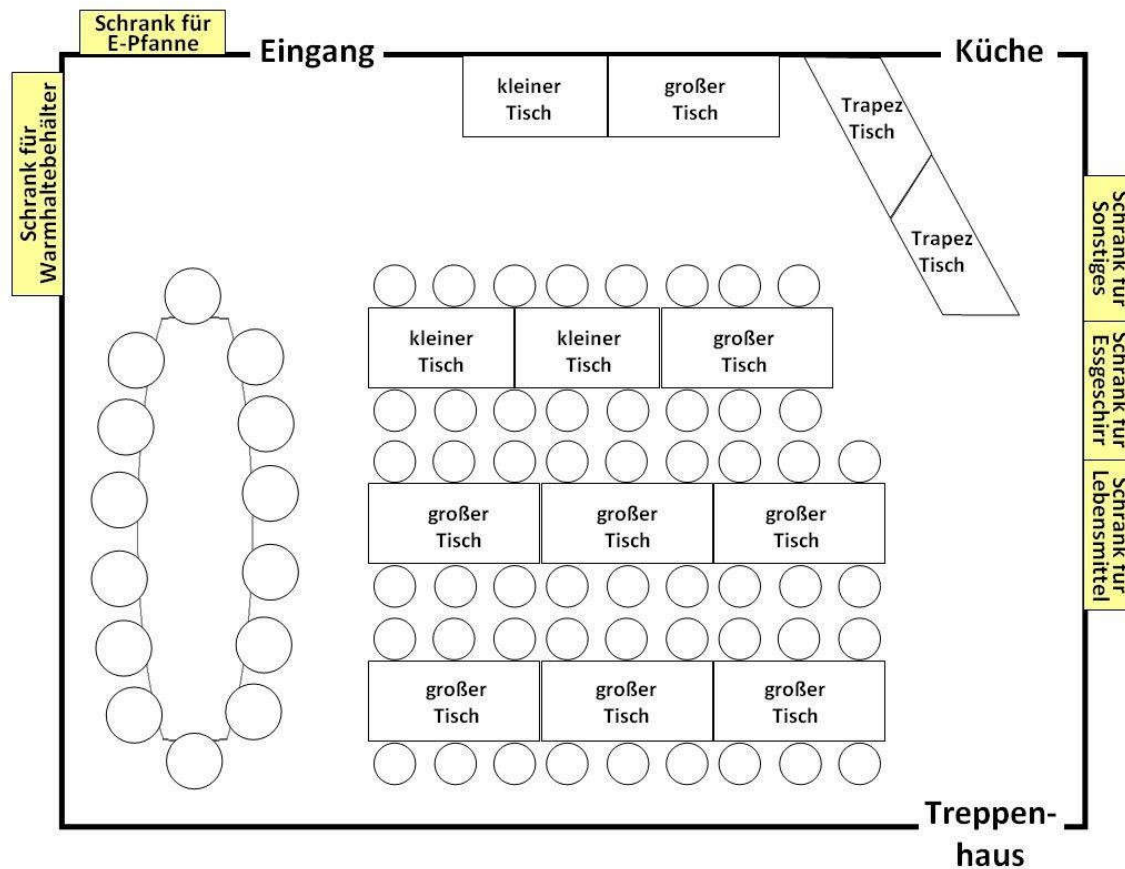 Schrank für
E-Pfanne
Eingang
Küche
Schrank für
Warmhaltebehälter
kleiner
Tisch
großer
Tisch
Trapez
Tisch
Trapez
Tisch
Schrank für
Sonstiges
Schrank für
Essgeschirr
Schrank für
Lebensmittel
kleiner
Tisch
kleiner
Tisch
großer
Tisch
großer
Tisch
großer
Tisch
großer
Tisch
großer
Tisch
großer
Tisch
großer
Tisch
Treppen-
haus